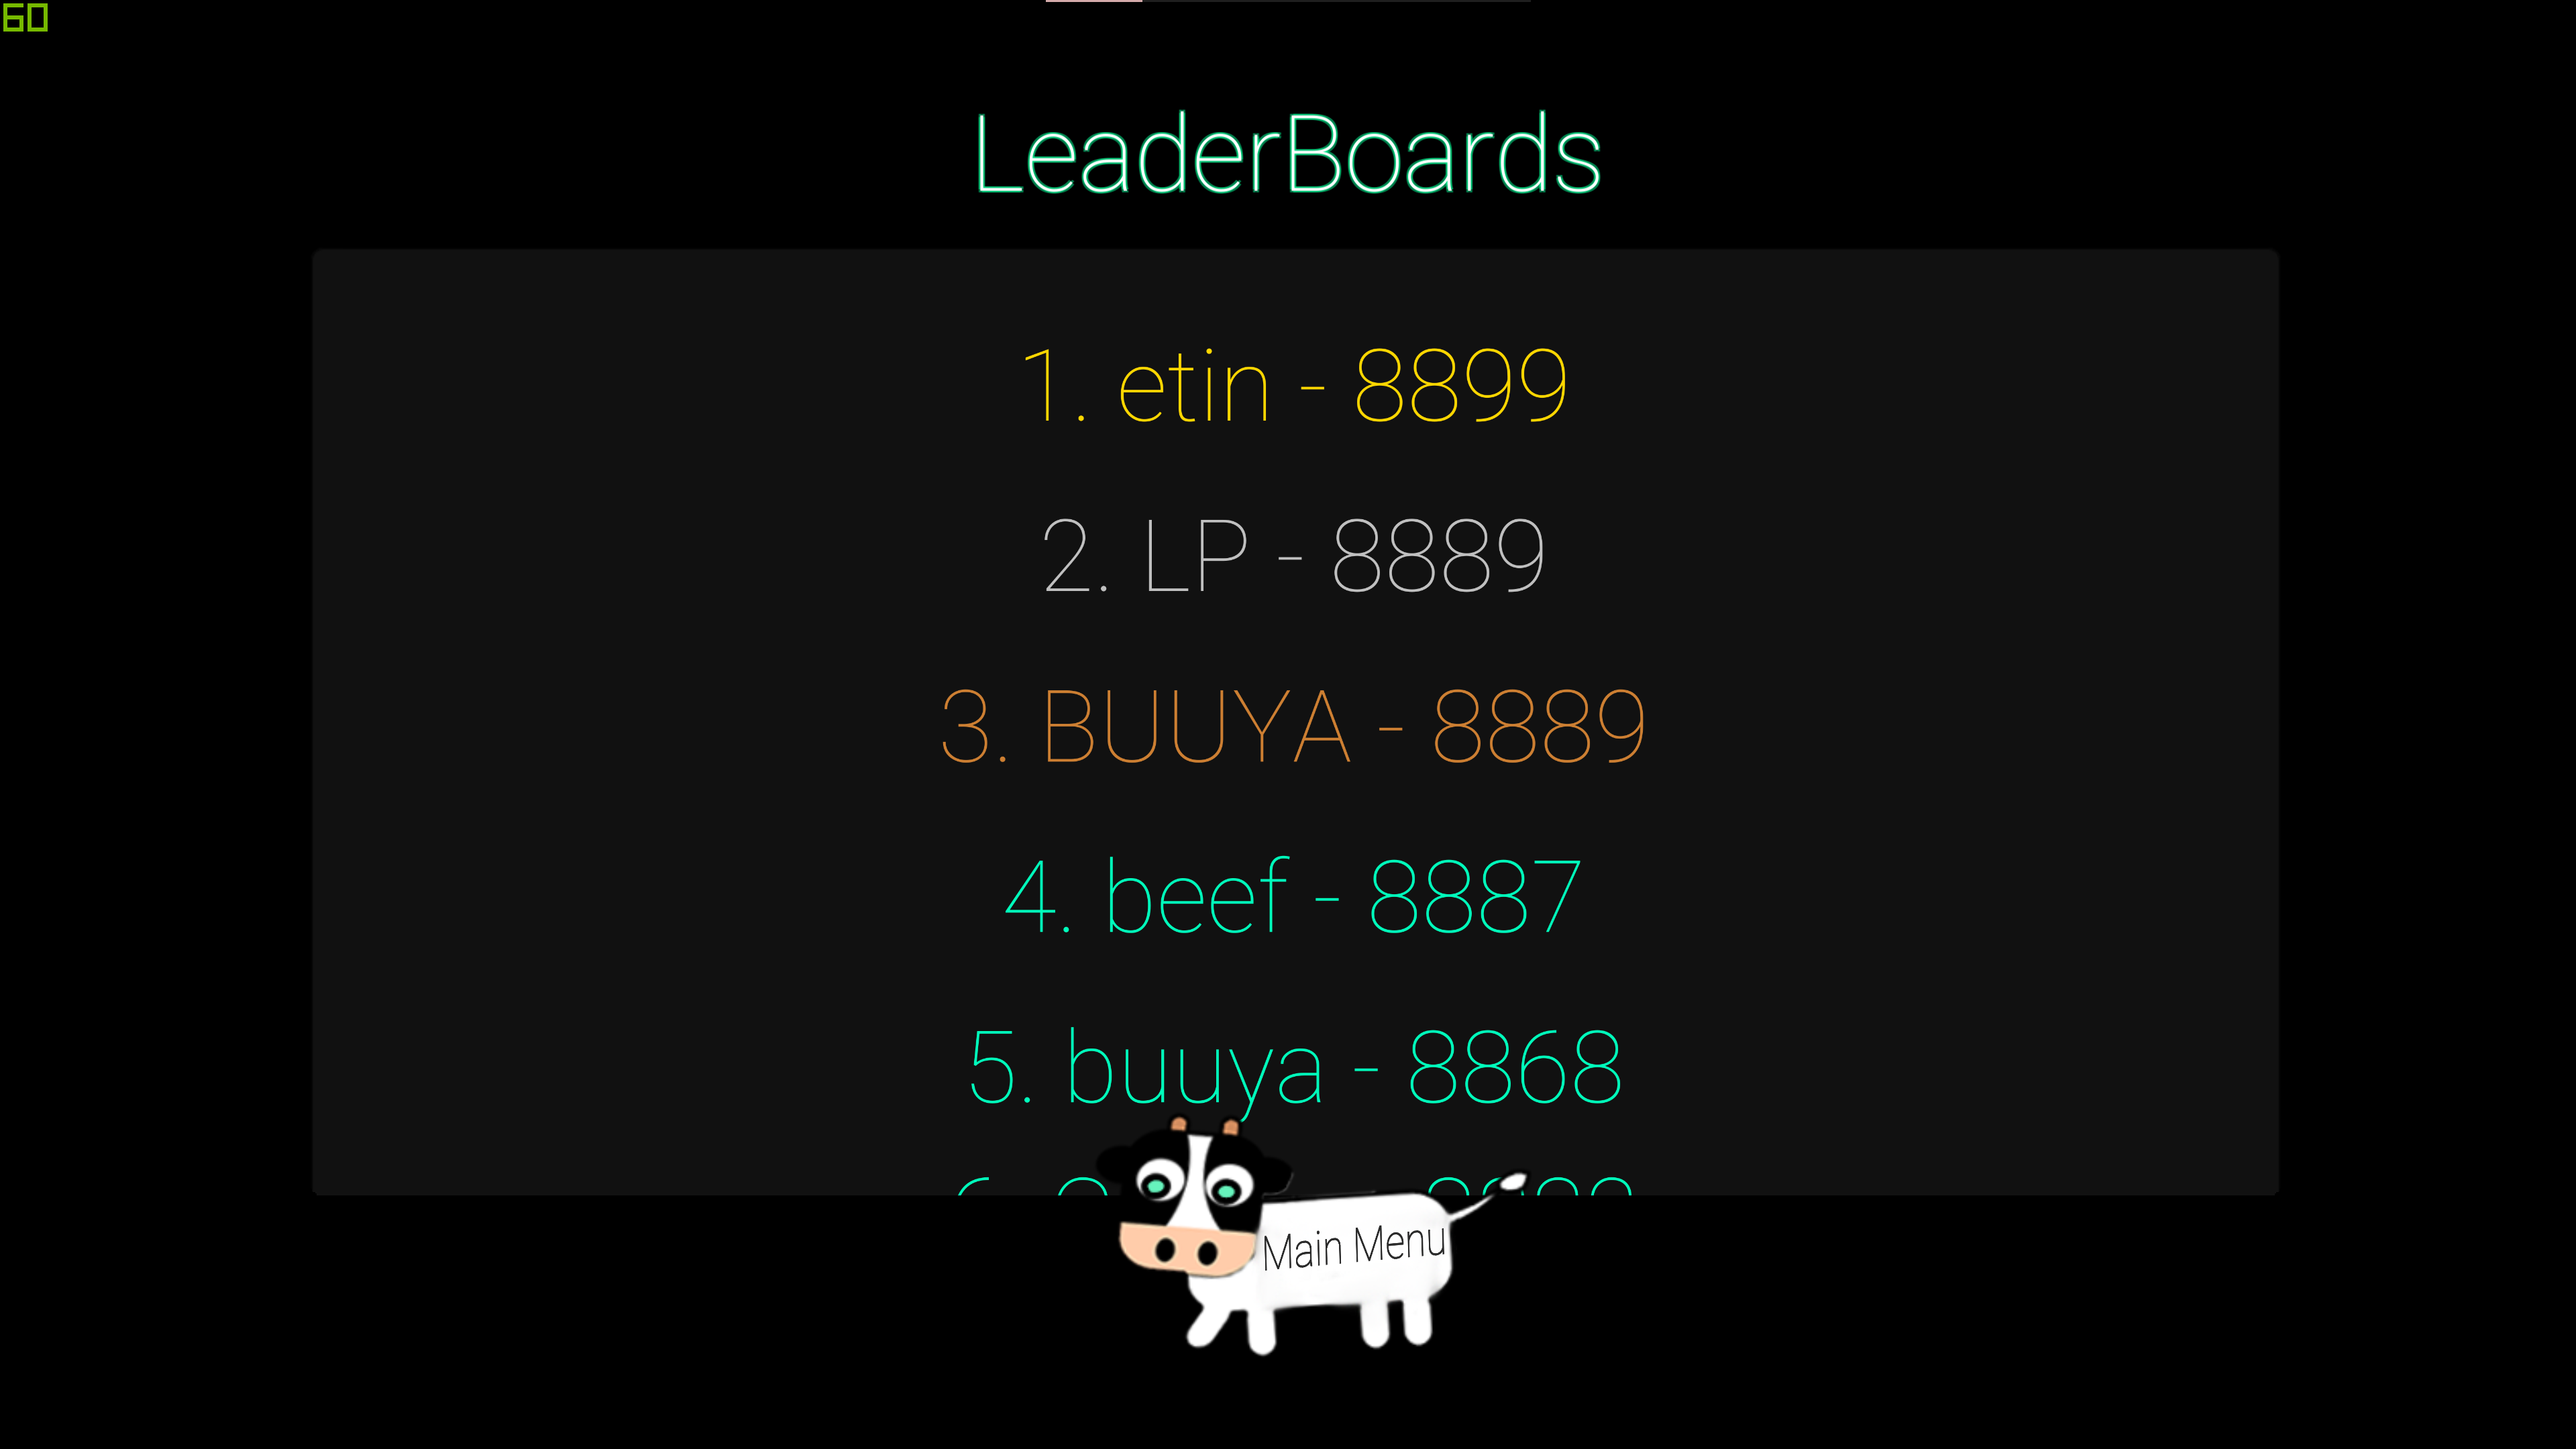 60
LeaderBoards
1. etin - 8899
2. LP - 8889
3. BUUYA - 8889
4. beef - 8887
5. buuya - 8868
Main Menu